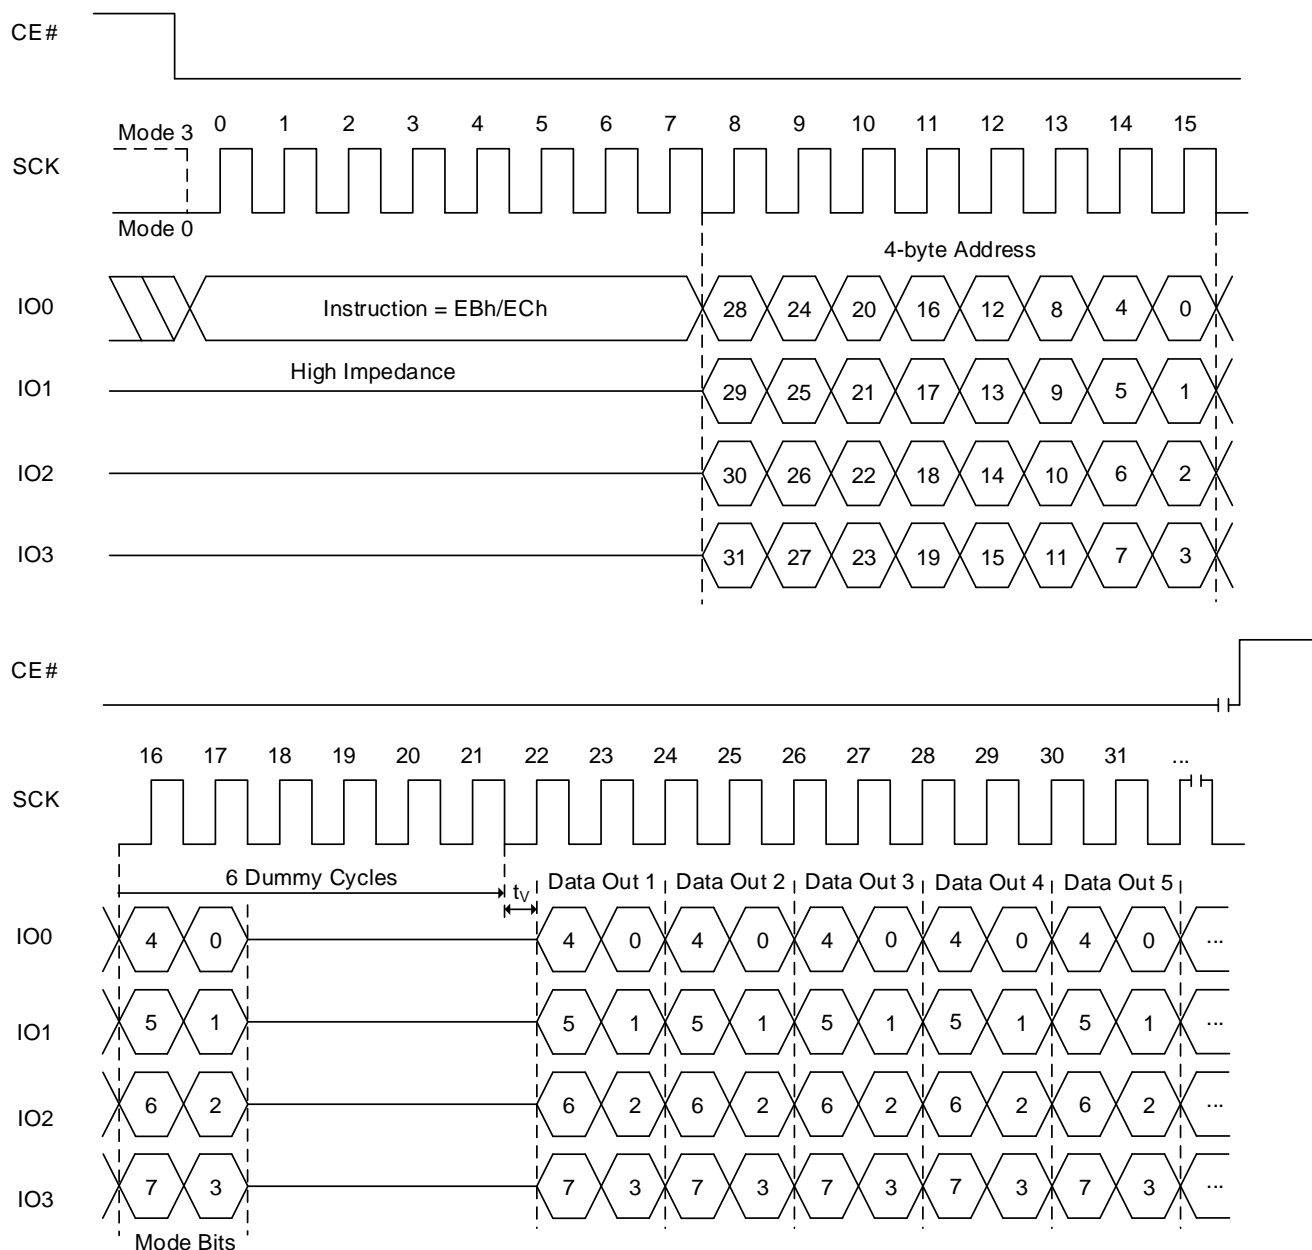 CE#
Mode 3 0 1 2 3 4 5 6 7 8 9 10 11 12 13 14 15
SCK
Mode 0
4-byte Address
IO0 Instruction = EBh/ECh 28 24 20 16 12 8 4 0
High Impedance
IO1 29 25 21 17 13 9 5 1
IO2 30 26 22 18 14 10 6 2
IO3 31 27 23 19 15 11 7 3
CE#
16 17 18 19 20 21 22 23 24 25 26 27 28 29 30 31 ...
SCK
6 Dummy Cycles tV Data Out 1 Data Out 2 Data Out 3 Data Out 4 Data Out 5
IO0 4 0 4 0 4 0 4 0 4 0 4 0 ...
IO1 5 1 5 1 5 1 5 1 5 1 5 1 ...
IO2 6 2 6 2 6 2 6 2 6 2 6 2 ...
IO3 7 3 7 3 7 3 7 3 7 3 7 3 ...
Mode Bits